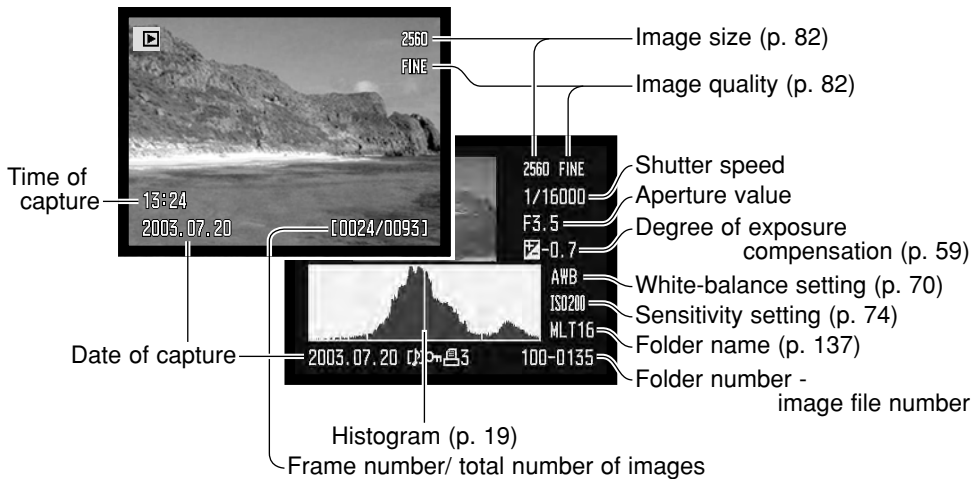 2560
Image size (p. 82)
FINE
Image quality (p. 82)
Time of
capture
13:24
2003.07.20
[0024/0093]
2560 FINE
Shutter speed
1/16000
Aperture value
F3.5
Degree of exposure
compensation (p. 59)
-0.7
AWB
White-balance setting (p. 70)
ISO200
Sensitivity setting (p. 74)
MLT16
Folder name (p. 137)
Date of capture
2003.07.20
3
100-0135
Folder number -
image file number
Histogram (p. 19)
Frame number/ total number of images